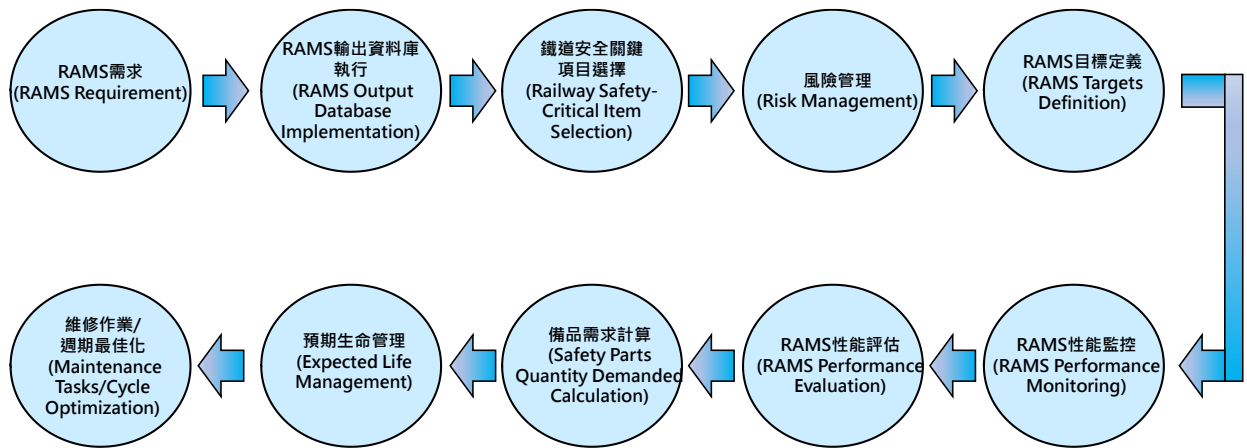 RAMS需求
(RAMS Requirement)
RAMS輸出資料庫
執行
(RAMS Output
Database
Implementation)
鐵道安全關鍵
項目選擇
(Railway Safety-
Critical Item
Selection)
風險管理
(Risk Management)
RAMS目標定義
(RAMS Targets
Definition)
RAMS性能監控
(RAMS Performance
Monitoring)
RAMS性能評估
(RAMS Performance
Evaluation)
備品需求計算
(Safety Parts
Quantity Demanded
Calculation)
預期生命管理
(Expected Life
Management)
維修作業/
週期最佳化
(Maintenance
Tasks/Cycle
Optimization)